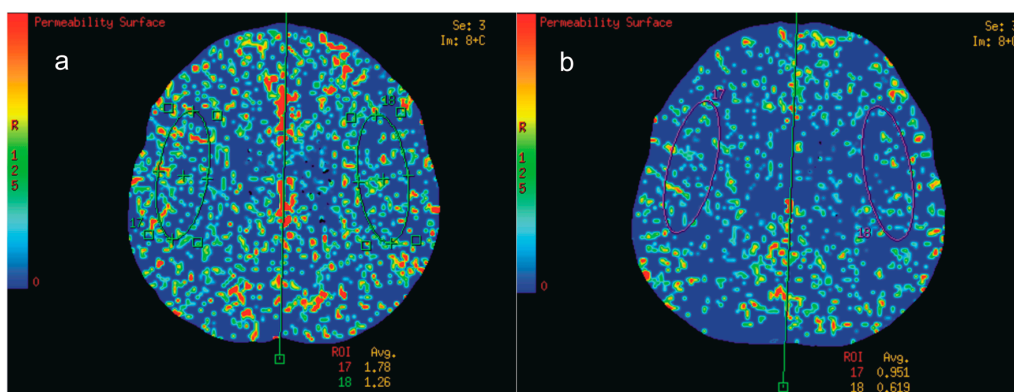 Permeability Surface
Se: 3
Im: 8+C
a
R
1
2
5
0
17
18
ROI Avg.
17 1.78
18 1.26
Permeability Surface
Se: 3
Im: 8+C
b
R
1
2
5
0
17
18
ROI Avg.
17 0.951
18 0.619